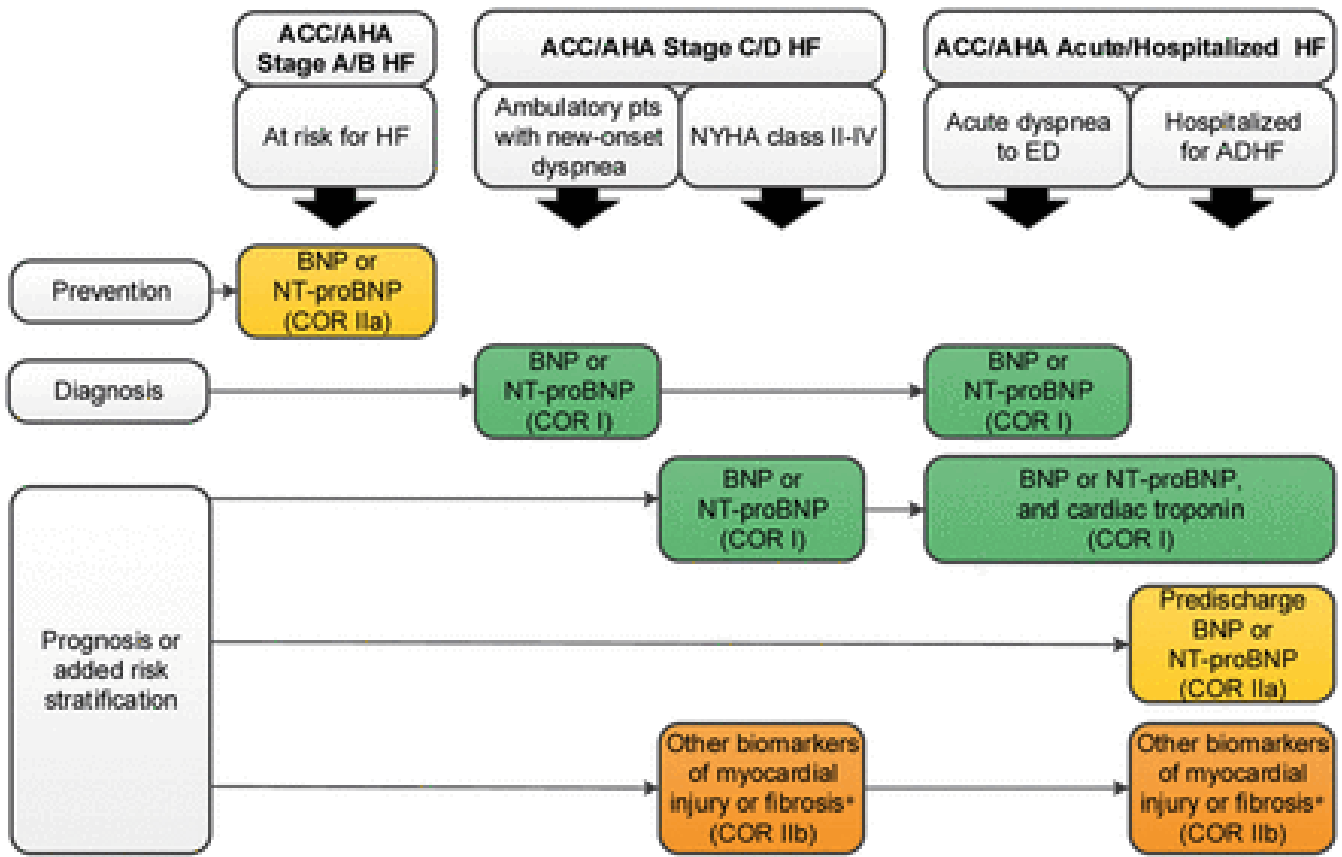 ACC/AHA
Stage A/B HF
ACC/AHA Stage C/D HF
ACC/AHA Acute/Hospitalized HF
At risk for HF
Ambulatory pts
with new-onset
dyspnea
NYHA class II-IV
Acute dyspnea
to ED
Hospitalized
for ADHF
Prevention
BNP or
NT-proBNP
(COR IIa)
Diagnosis
BNP or
NT-proBNP
(COR I)
BNP or
NT-proBNP
(COR I)
Prognosis or
added risk
stratification
BNP or
NT-proBNP
(COR I)
BNP or NT-proBNP,
and cardiac troponin
(COR I)
Predischarge
BNP or
NT-proBNP
(COR IIa)
Other biomarkers
of myocardial
injury or fibrosis*
(COR IIb)
Other biomarkers
of myocardial
injury or fibrosis*
(COR IIb)